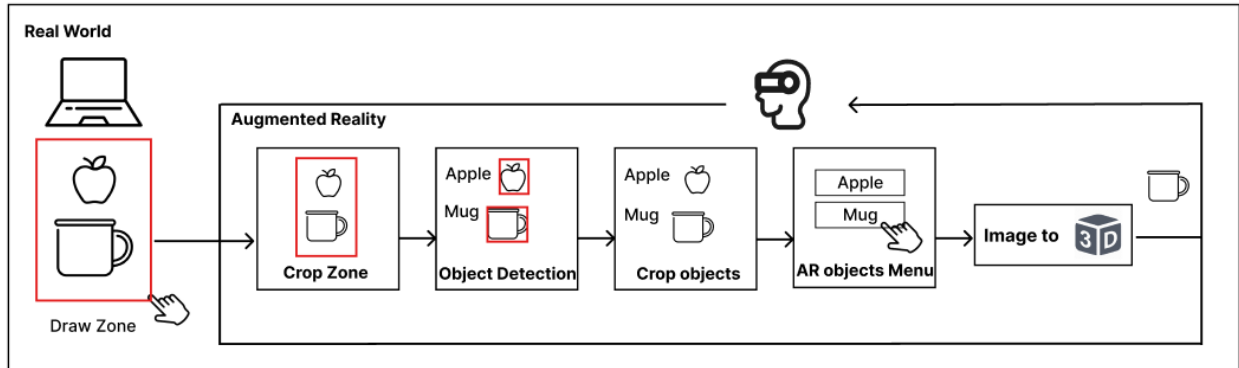 Real World
Augmented Reality
Apple
Mug
Apple
Mug
Apple
Mug
Image to 3D
Crop Zone
Object Detection
Crop objects
AR objects Menu
Draw Zone